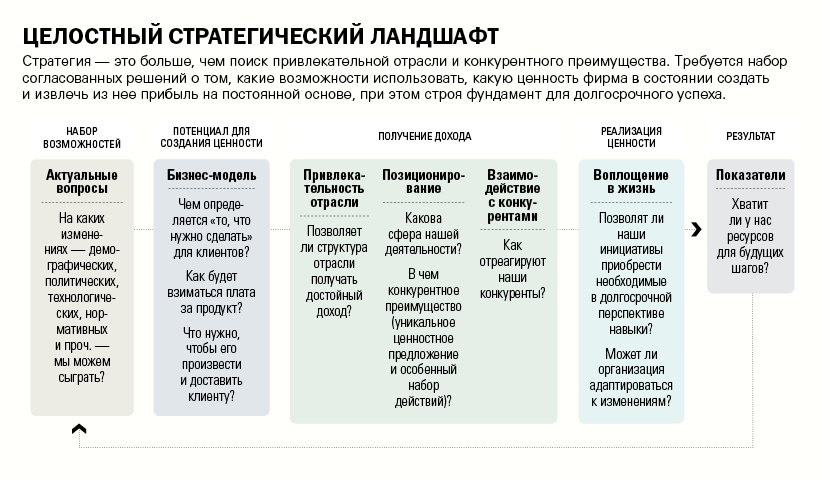 ЦЕЛОСТНЫЙ СТРАТЕГИЧЕСКИЙ ЛАНДШАФТ
Стратегия — это больше, чем поиск привлекательной отрасли и конкурентного преимущества. Требуется набор
согласованных решений о том, какие возможности использовать, какую ценность фирма в состоянии создать
и извлечь из нее прибыль на постоянной основе, при этом строя фундамент для долгосрочного успеха.
НАБОР
ВОЗМОЖНОСТЕЙ
Актуальные
вопросы
На каких
измене-
ниях — демо-
графических,
политических,
технологиче-
ских, нор-
мативных
и проч. —
мы можем
сыграть?
ПОТЕНЦИАЛ ДЛЯ
СОЗДАНИЯ ЦЕННОСТИ
Бизнес-модель
Чем опреде-
ляется «то, что
нужно сделать»
для клиентов?
Как будет
взиматься плата
за продукт?
Что нужно,
чтобы его
произвести
и доставить
клиенту?
ПОЛУЧЕНИЕ ДОХОДА
Привлека-
тельность
отрасли
Позволяет
ли структура
отрасли
получать
достойный
доход?
Позициониро-
вание
Какова
сфера нашей
деятельности?
В чем
конкурентное
преимущество
(уникальное
ценностное
предложение
и особенный
набор
действий)?
Взаимо-
действие
с конку-
рентами
Как
отреагируют
наши
конкуренты?
РЕАЛИЗАЦИЯ
ЦЕННОСТИ
Воплощение
в жизнь
Позволят ли
наши
инициативы
приобрести
необходимые
в долгосрочной
перспективе
навыки?
Может ли
организация
адаптироваться
к изменениям?
РЕЗУЛЬТАТ
Показатели
Хватит
ли у нас
ресурсов
для будущих
шагов?